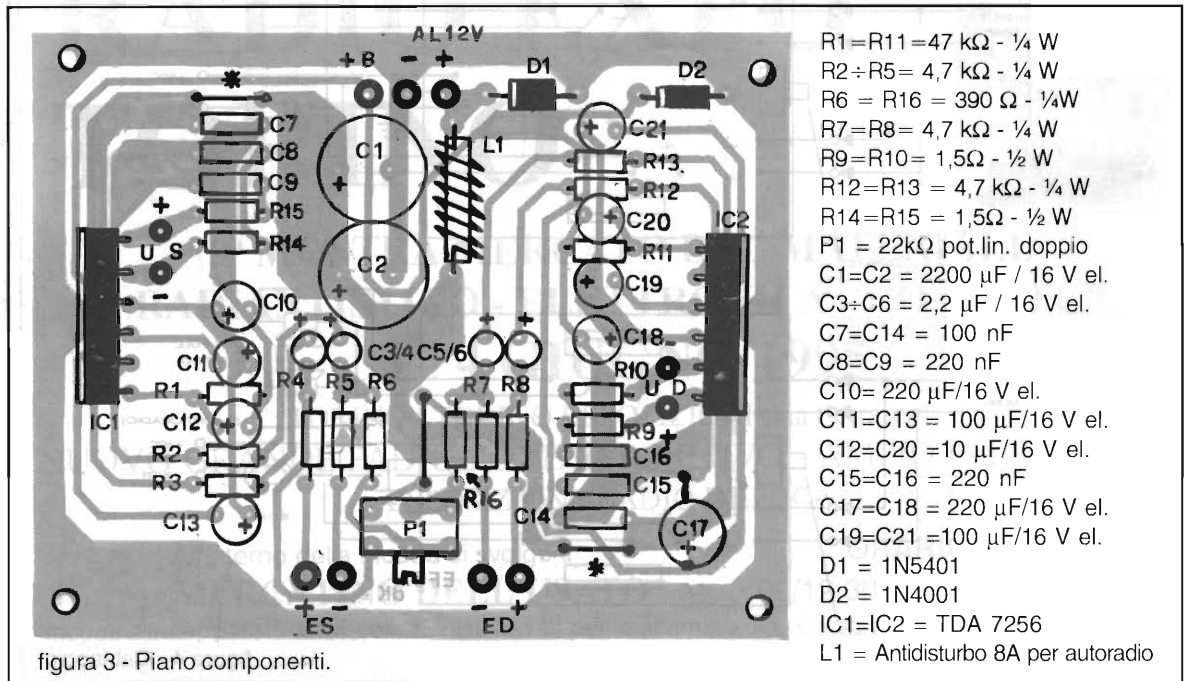 AL12V
+B - +
D1
D2
*
C7
C8
C9
R15
R14
C1
+
L1
C21
+
R13
R12
C20
+
R11
IC2
C19
+
C18
+
-
+
U S
-
C2
+
C10
+
C11
+
R1
IC1
C12
+
R2
R3
C13
+
+ +
C3/4 C5/6
+ +
R4 R5 R6
R7 R8
R10
U D
+
R9
C16
C15
C14
C17
+
*
R16
P1
+ -
ES
- +
ED
R1=R11=47 kΩ - ¼ W
R2÷R5= 4,7 kΩ - ¼ W
R6 = R16 = 390 Ω - ¼W
R7=R8= 4,7 kΩ - ¼ W
R9=R10= 1,5Ω - ½ W
R12=R13 = 4,7 kΩ - ¼ W
R14=R15 = 1,5Ω - ½ W
P1 = 22kΩ pot.lin. doppio
C1=C2 = 2200 µF / 16 V el.
C3÷C6 = 2,2 µF / 16 V el.
C7=C14 = 100 nF
C8=C9 = 220 nF
C10= 220 µF/16 V el.
C11=C13 = 100 µF/16 V el.
C12=C20 =10 µF/16 V el.
C15=C16 = 220 nF
C17=C18 = 220 µF/16 V el.
C19=C21 =100 µF/16 V el.
D1 = 1N5401
D2 = 1N4001
IC1=IC2 = TDA 7256
L1 = Antidisturbo 8A per autoradio
figura 3 - Piano componenti.